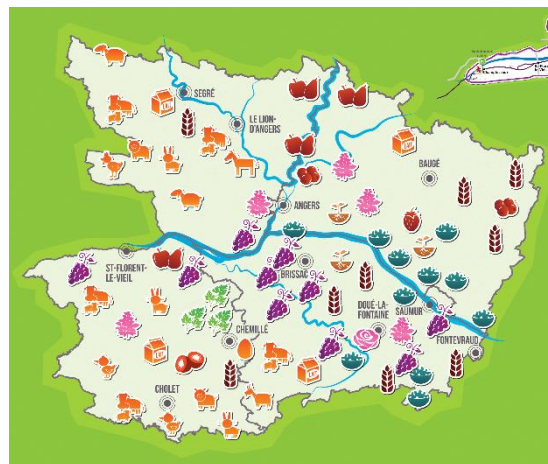 SEGRÉ
LE LION-
D'ANGERS
BAUGÉ
ANGERS
ST-FLORENT-
LE-VIEIL
BRISSAC
DOUÉ-LA-
FONTAINE
SAUMUR
CHEMILLÉ
FONTEVRAUD
CHOLET